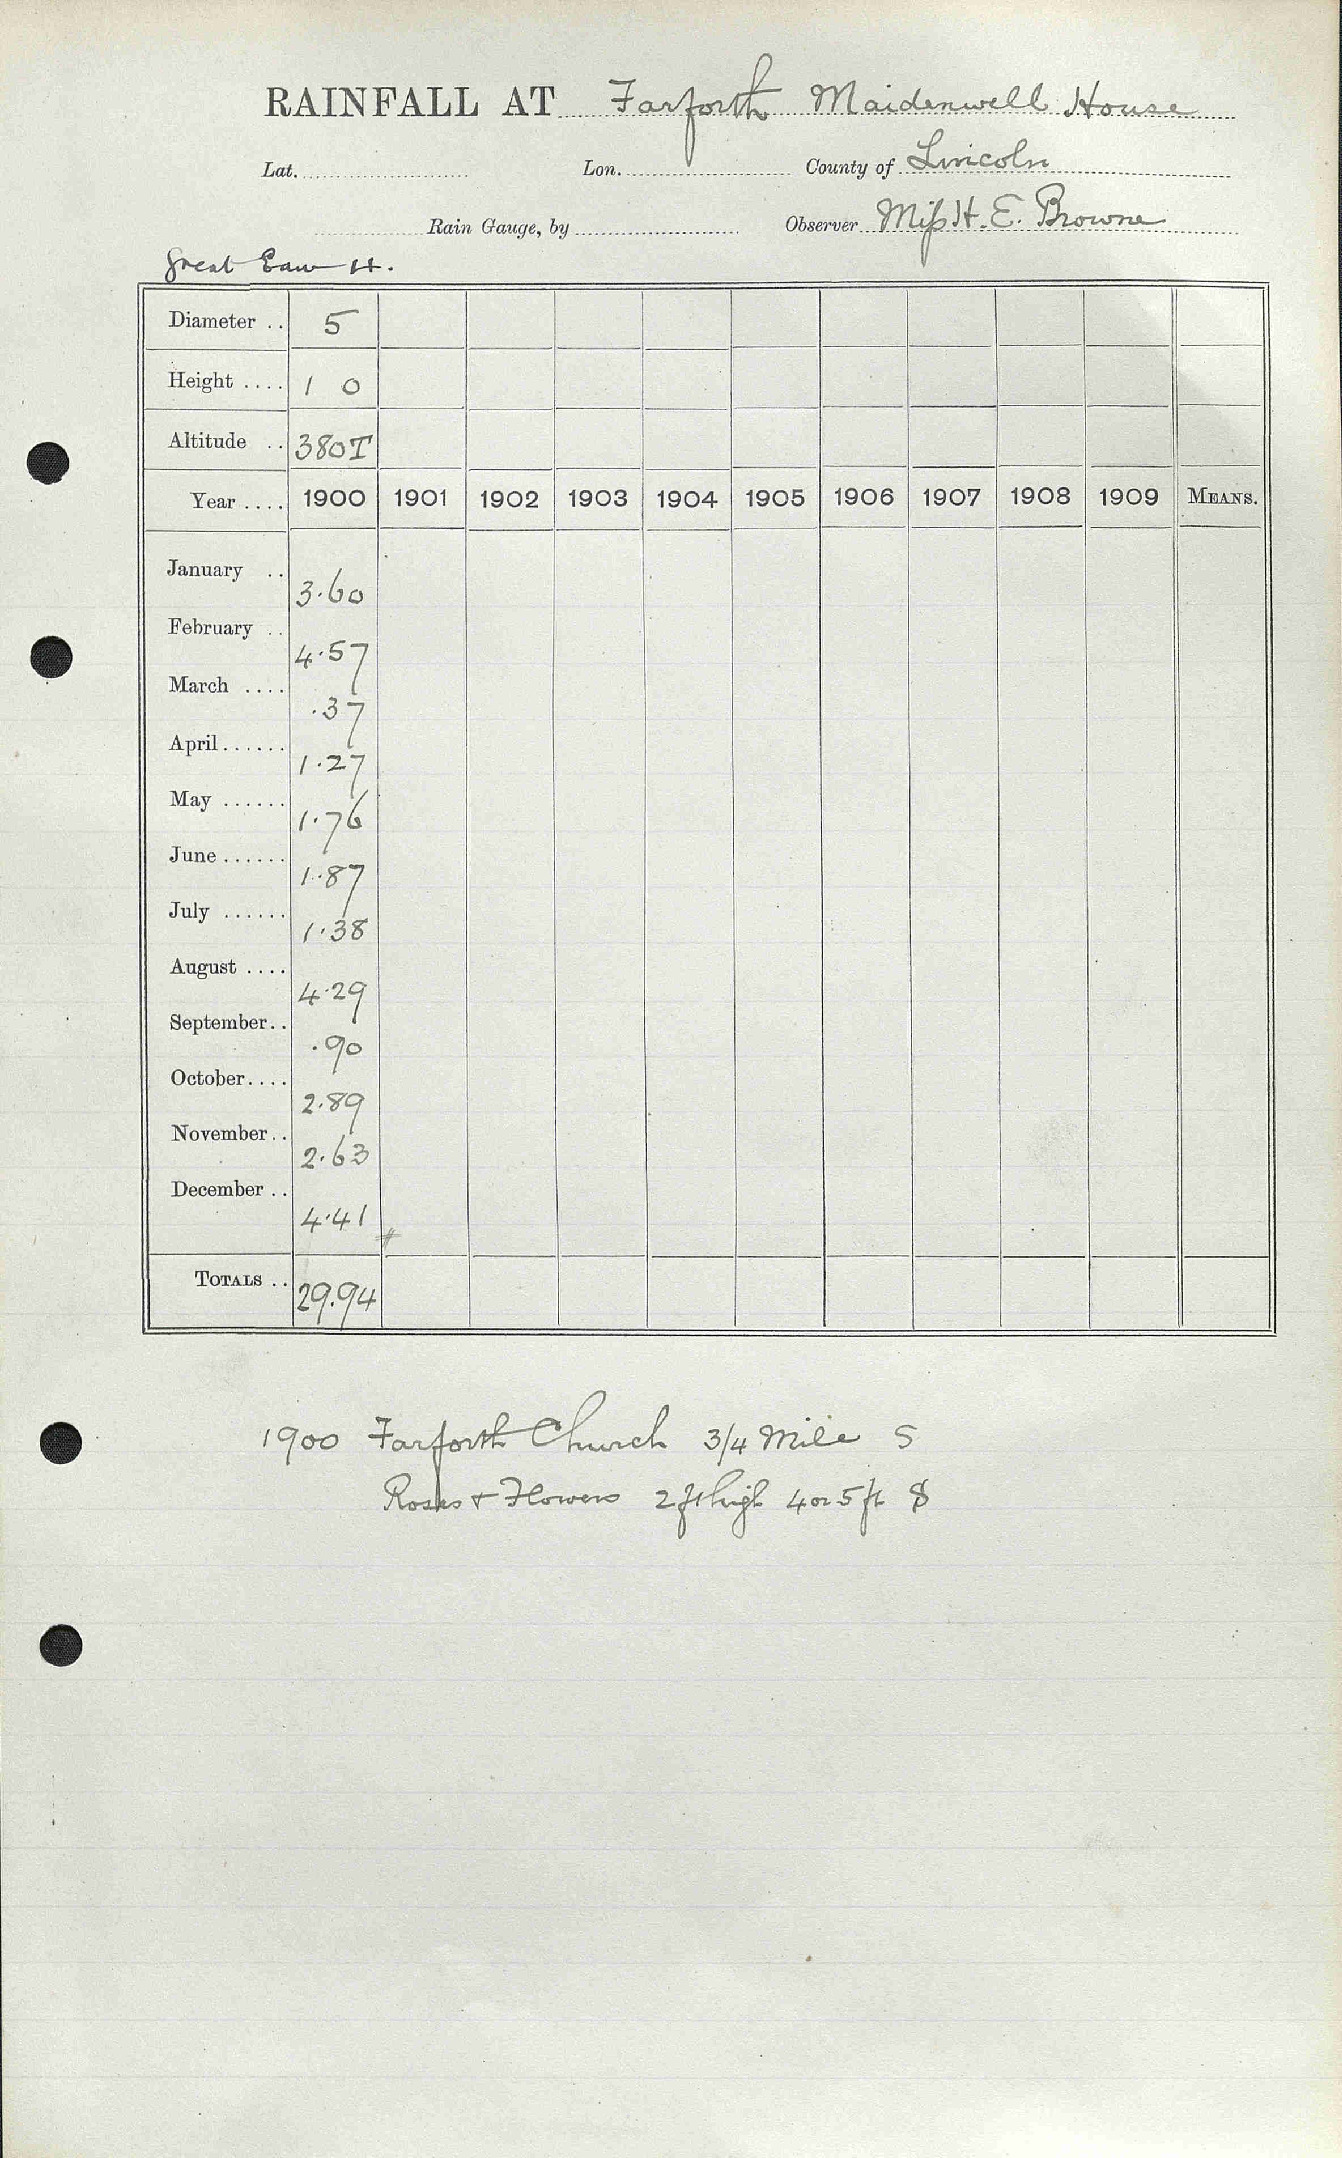 RAINFALL AT Farforth Maidenwell House
Lat. Lon. County of Lincoln
Rain Gauge, by Observer Miss H. E. Browne
Great Eau H.
Diameter .. 5
Height .... 1 0
Altitude .. 380T
Year .... 1900 1901 1902 1903 1904 1905 1906 1907 1908 1909 MEANS.
January .. 3.60
February .. 4.57
March .... .37
April ...... 1.27
May ...... 1.76
June ...... 1.87
July ...... 1.38
August .... 4.29
September .. .90
October .... 2.89
November .. 2.63
December .. 4.41
#
TOTALS .. 29.94
1900 Farforth Church 3/4 Mile S
Roses + Flowers 2 ft high 4 or 5 ft S